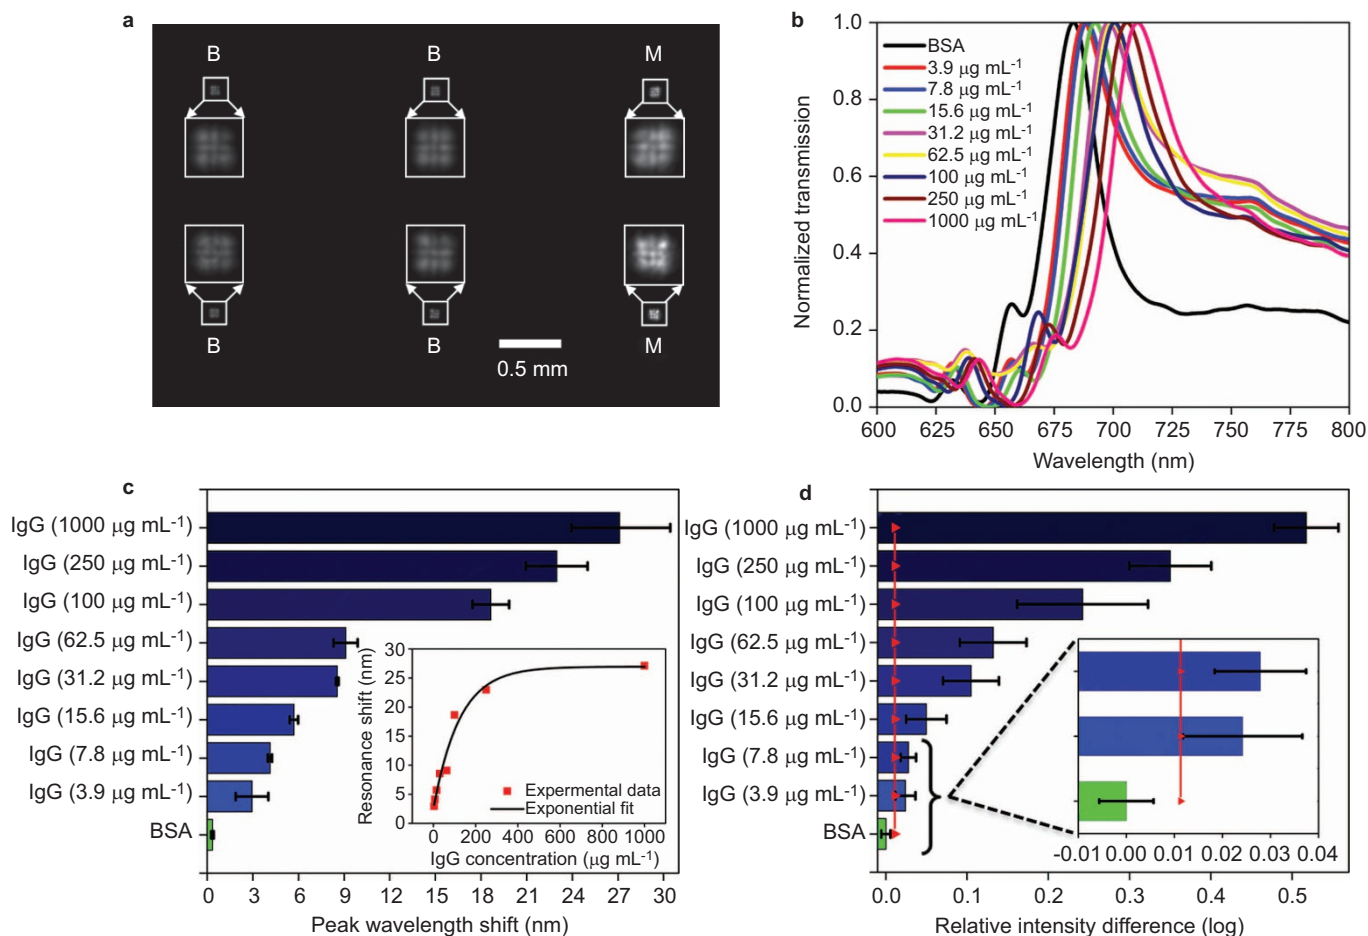 a
B B M
B B M
0.5 mm
b
Normalized transmission
1.0
0.8
0.6
0.4
0.2
0.0
BSA
3.9 μg mL-1
7.8 μg mL-1
15.6 μg mL-1
31.2 μg mL-1
62.5 μg mL-1
100 μg mL-1
250 μg mL-1
1000 μg mL-1
600 625 650 675 700 725 750 775 800
Wavelength (nm)
c
IgG (1000 μg mL-1)
IgG (250 μg mL-1)
IgG (100 μg mL-1)
IgG (62.5 μg mL-1)
IgG (31.2 μg mL-1)
IgG (15.6 μg mL-1)
IgG (7.8 μg mL-1)
IgG (3.9 μg mL-1)
BSA
0 3 6 9 12 15 18 21 24 27 30
Peak wavelength shift (nm)
Resonance shift (nm)
30
25
20
15
10
5
0
Expermental data
Exponential fit
0 200 400 600 800 1000
IgG concentration (μg mL-1)
d
IgG (1000 μg mL-1)
IgG (250 μg mL-1)
IgG (100 μg mL-1)
IgG (62.5 μg mL-1)
IgG (31.2 μg mL-1)
IgG (15.6 μg mL-1)
IgG (7.8 μg mL-1)
IgG (3.9 μg mL-1)
BSA
-0.01 0.00 0.02 0.03 0.04
0.0 0.1 0.2 0.3 0.4 0.5
Relative intensity difference (log)